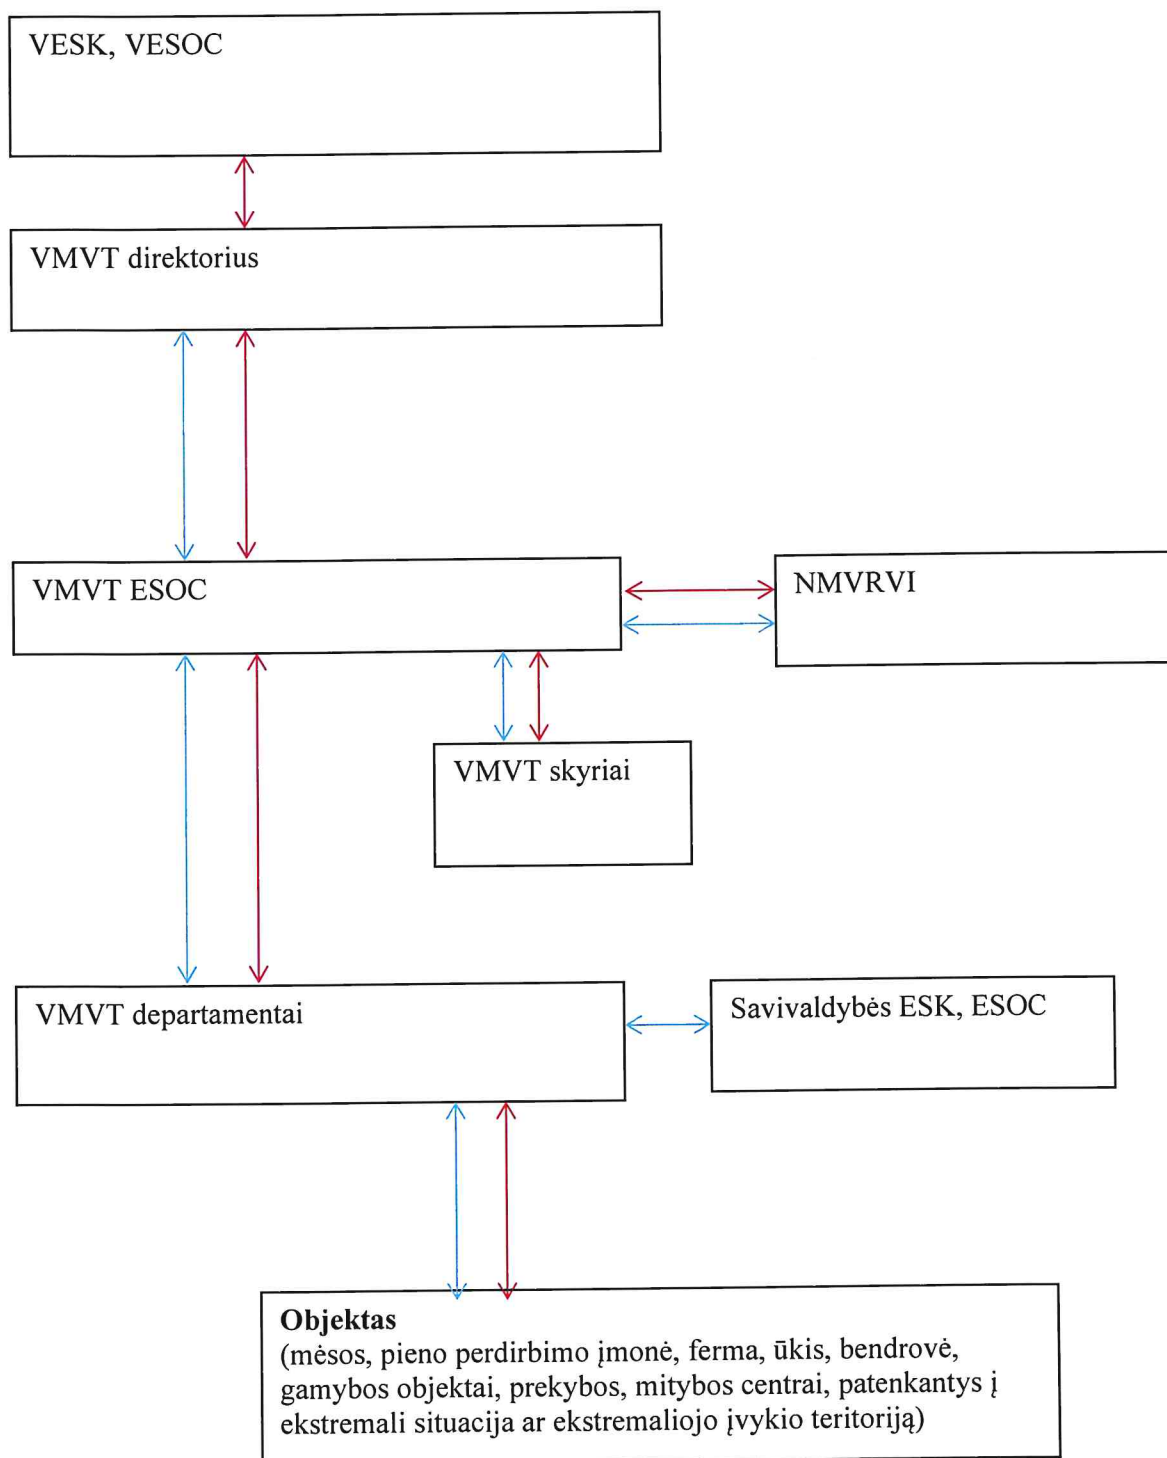 VESK, VESOC
VMVT direktorius
VMVT ESOC
NMVRVI
VMVT skyriai
VMVT departamentai
Savivaldybės ESK, ESOC
Objektas
(mėsos, pieno perdirbimo įmonė, ferma, ūkis, bendrovė,
gamybos objektai, prekybos, mitybos centrai, patenkantys į
ekstremali situacija ar ekstremaliojo įvykio teritoriją)